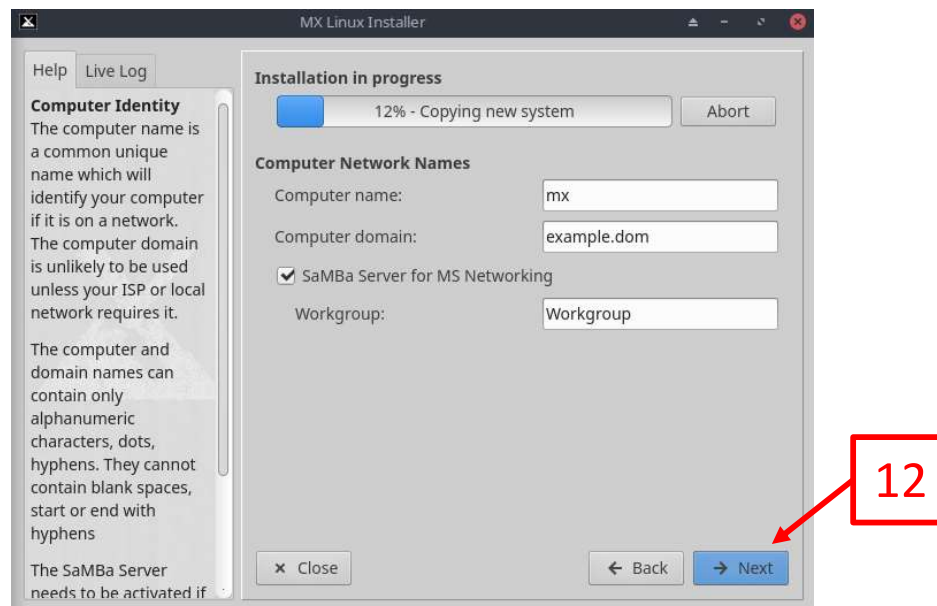 MX Linux Installer
Help
Live Log
Computer Identity
The computer name is
a common unique
name which will
identify your computer
if it is on a network.
The computer domain
is unlikely to be used
unless your ISP or local
network requires it.
The computer and
domain names can
contain only
alphanumeric
characters, dots,
hyphens. They cannot
contain blank spaces,
start or end with
hyphens
The SaMBa Server
needs to be activated if
Installation in progress
12% - Copying new system
Abort
Computer Network Names
Computer name: mx
Computer domain: example.dom
SaMBa Server for MS Networking
Workgroup: Workgroup
Close
Back
Next
12